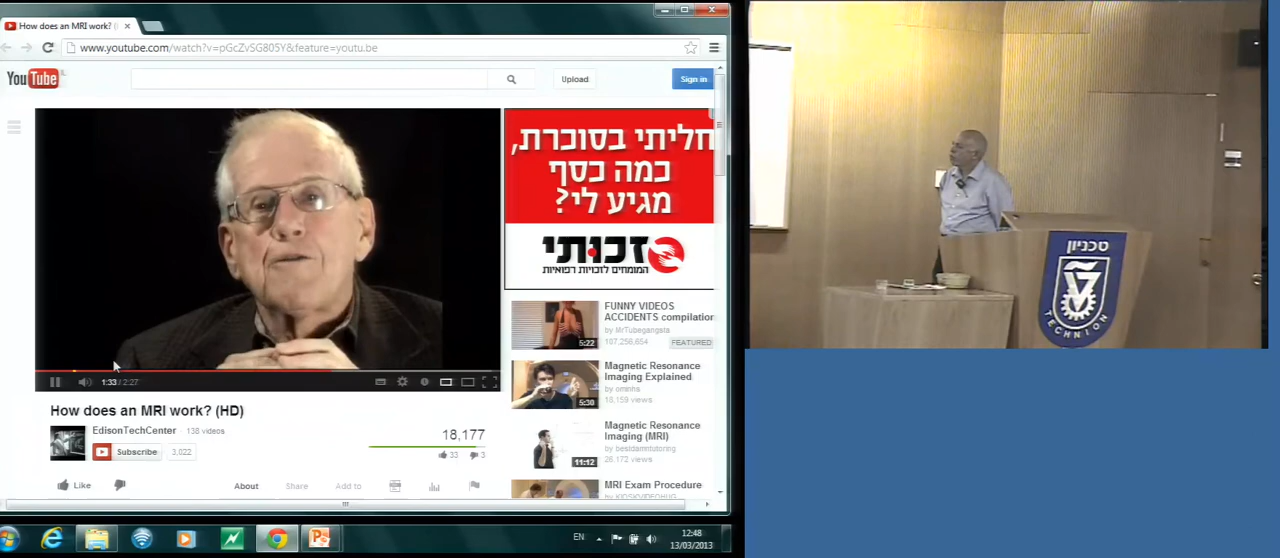 How does an MRI work? (
www.youtube.com/watch?v=pGcZvSG805Y&feature=youtu.be
YouTube
Upload
Sign in
חליתי בסוכרת,
כמה כסף
מגיע לי?
זכותי
המומחים לזכויות רפואיות
1:33 / 2:27
How does an MRI work? (HD)
EdisonTechCenter 138 videos
Subscribe 3,022
18,177
33 3
Like
About Share Add to
FUNNY VIDEOS
ACCIDENTS compilation
by MrTubegangsta
107,256,654 FEATURED
5:22
Magnetic Resonance
Imaging Explained
by ominhs
18,159 views
5:30
Magnetic Resonance
Imaging (MRI)
by besidamtutoring
26,172 views
11:12
MRI Exam Procedure
EN
12:48
13/03/2013
טכניון
TECHNION